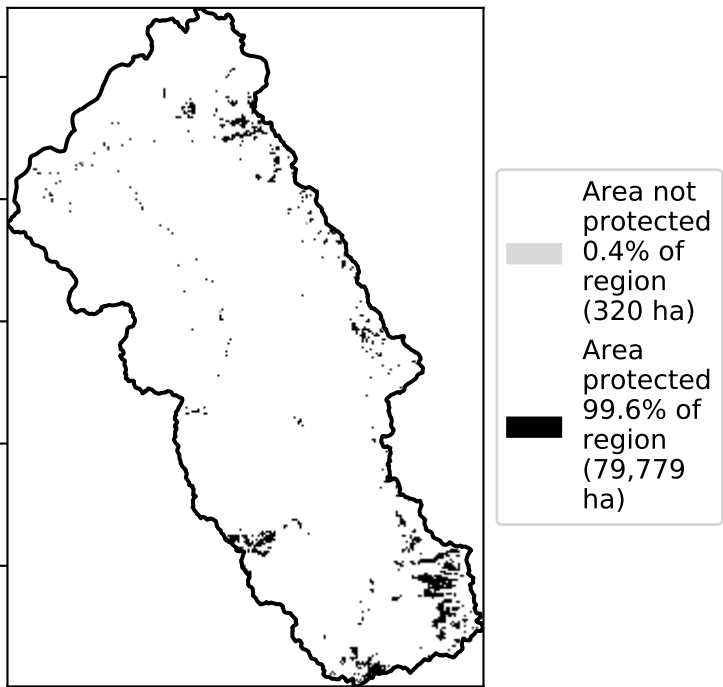 Area not
protected
0.4% of
region
(320 ha)
Area
protected
99.6% of
region
(79,779
ha)